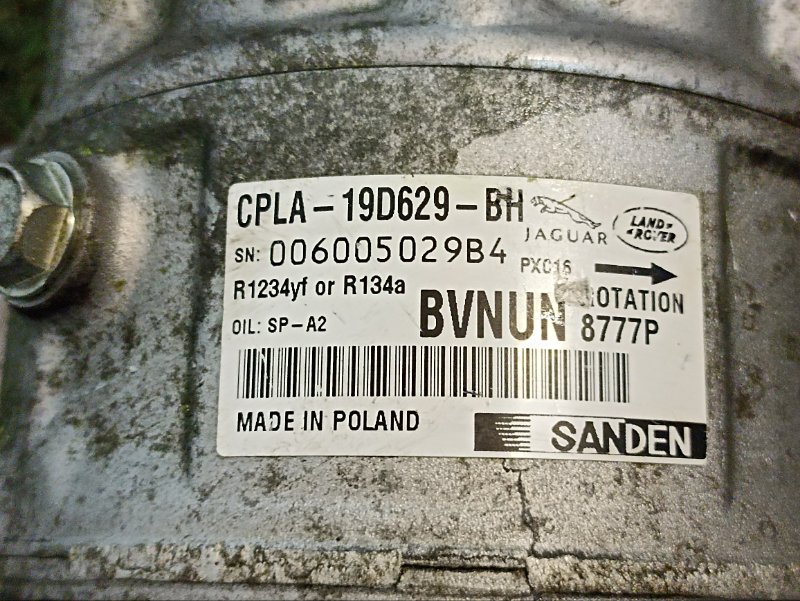 CPLA-19D629-BH
JAGUAR
LAND-
ROVER
SN: 006005029B4
PXC16
R1234yf or R134a
ROTATION
OIL: SP-A2
BVNUN
8777P
MADE IN POLAND
SANDEN